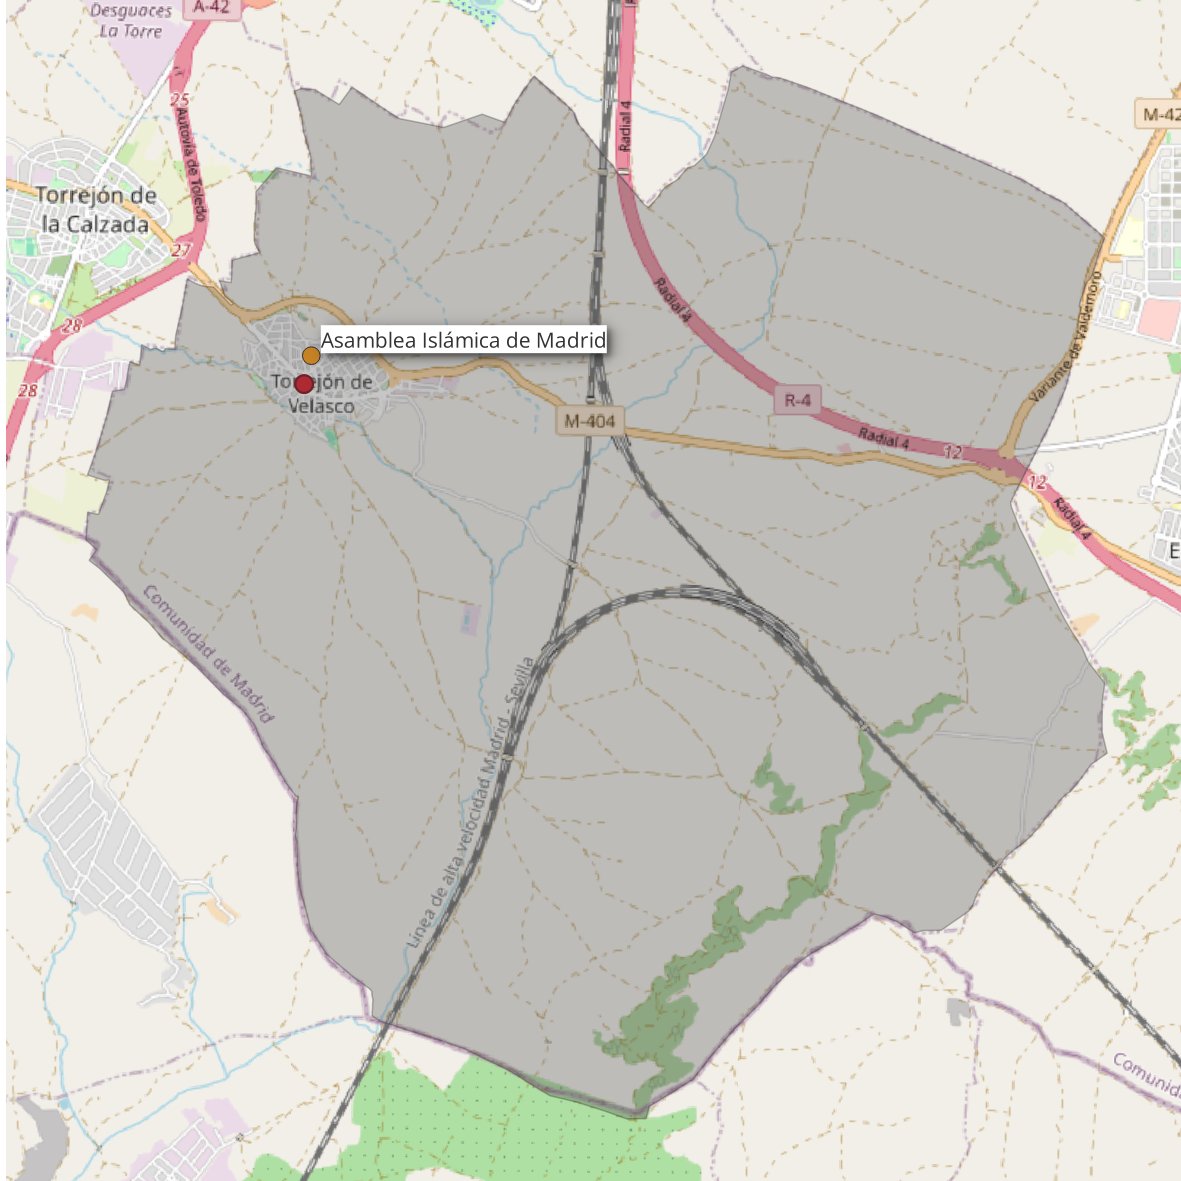 Desguaces
La Torre
A-42
25
Autovía de Toledo
Radial 4
M-42
Torrejón de
la Calzada
27
28
28
Asamblea Islámica de Madrid
Torrejón de
Velasco
Radial 4
Variante de Valdemoro
R-4
M-404
Radial 4
12
12
Radial 4
E
Comunidad de Madrid
Línea de alta velocidad Madrid - Sevilla
Comunid